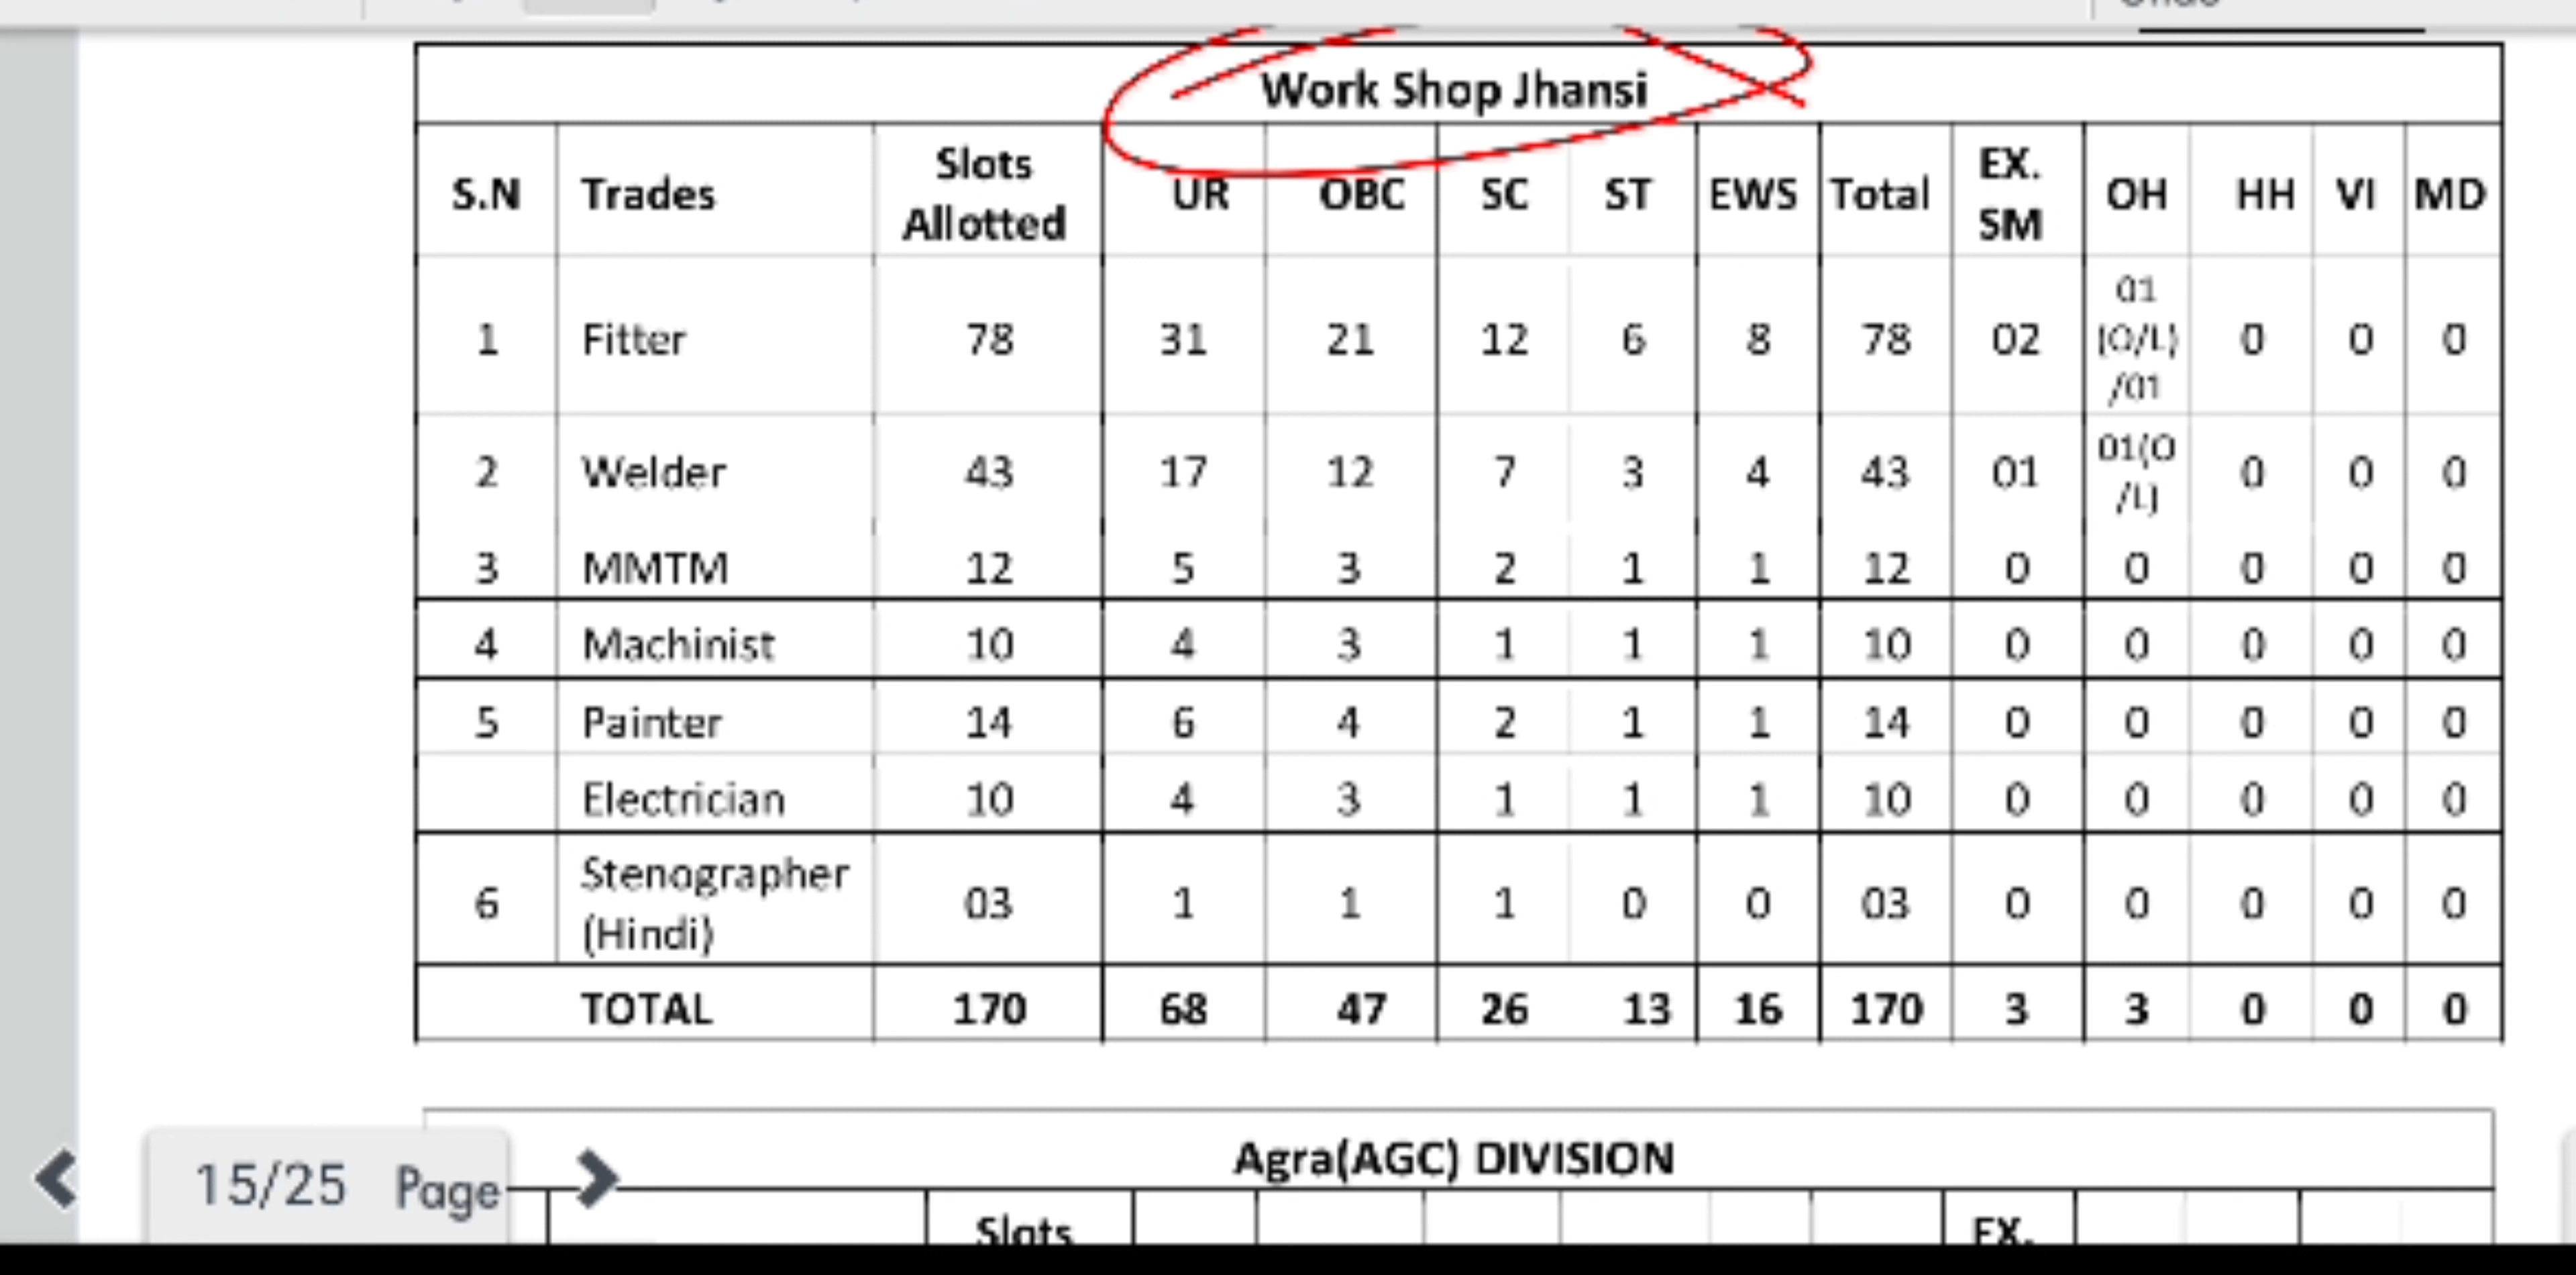 Work Shop Jhansi
S.N Trades Slots Allotted UR OBC SC ST EWS Total EX. SM OH HH VI MD
1 Fitter 78 31 21 12 6 8 78 02 01 (O/L) /01 0 0 0
2 Welder 43 17 12 7 3 4 43 01 01(O /L) 0 0 0
3 MMTM 12 5 3 2 1 1 12 0 0 0 0 0
4 Machinist 10 4 3 1 1 1 10 0 0 0 0 0
5 Painter 14 6 4 2 1 1 14 0 0 0 0 0
Electrician 10 4 3 1 1 1 10 0 0 0 0 0
6 Stenographer (Hindi) 03 1 1 1 0 0 03 0 0 0 0 0
TOTAL 170 68 47 26 13 16 170 3 3 0 0 0
Agra(AGC) DIVISION
15/25 Page
Slots EX.